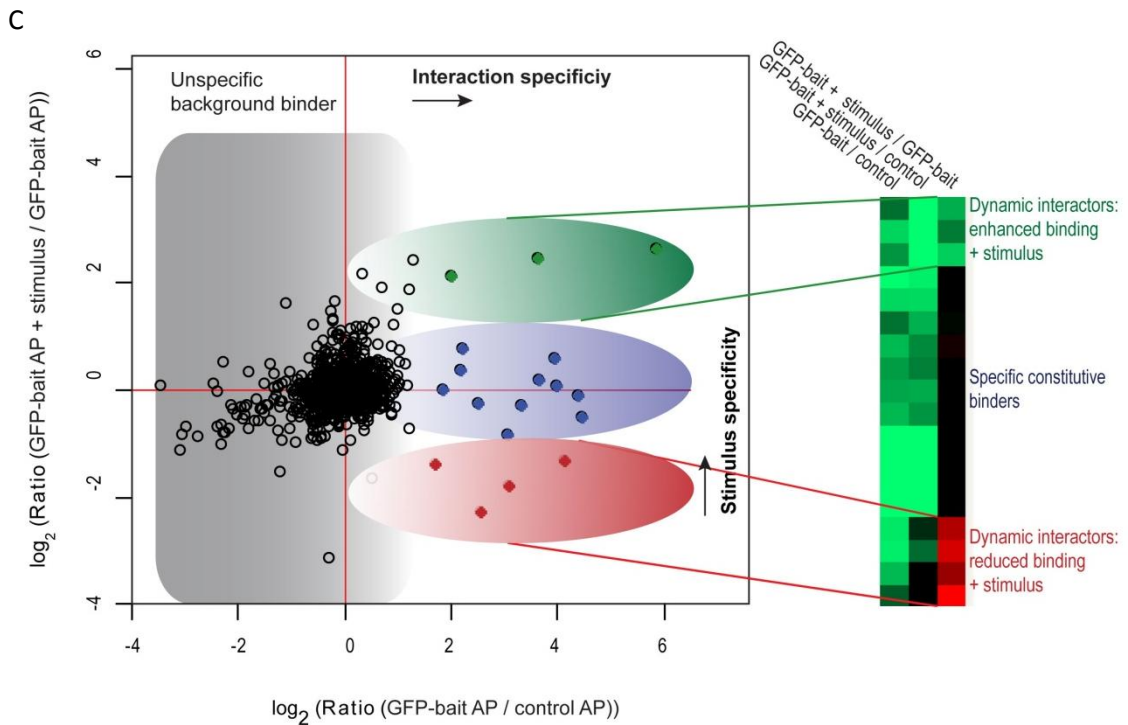 C
6
4
2
0
-2
-4
log2 (Ratio (GFP-bait AP + stimulus / GFP-bait AP))
Unspecific
background binder
Interaction specificiy
Stimulus specificity
-4
-2
0
2
4
6
log2 (Ratio (GFP-bait AP / control AP))
GFP-bait + stimulus / GFP-bait
GFP-bait + stimulus / control
GFP-bait / control
Dynamic interactors:
enhanced binding
+ stimulus
Specific constitutive
binders
Dynamic interactors:
reduced binding
+ stimulus